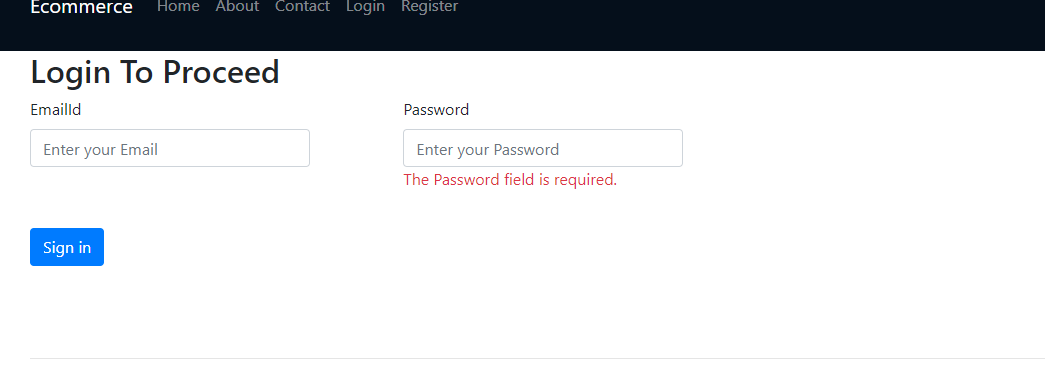 Ecommerce Home About Contact Login Register
Login To Proceed
EmailId Password
Enter your Email Enter your Password
The Password field is required.
Sign in